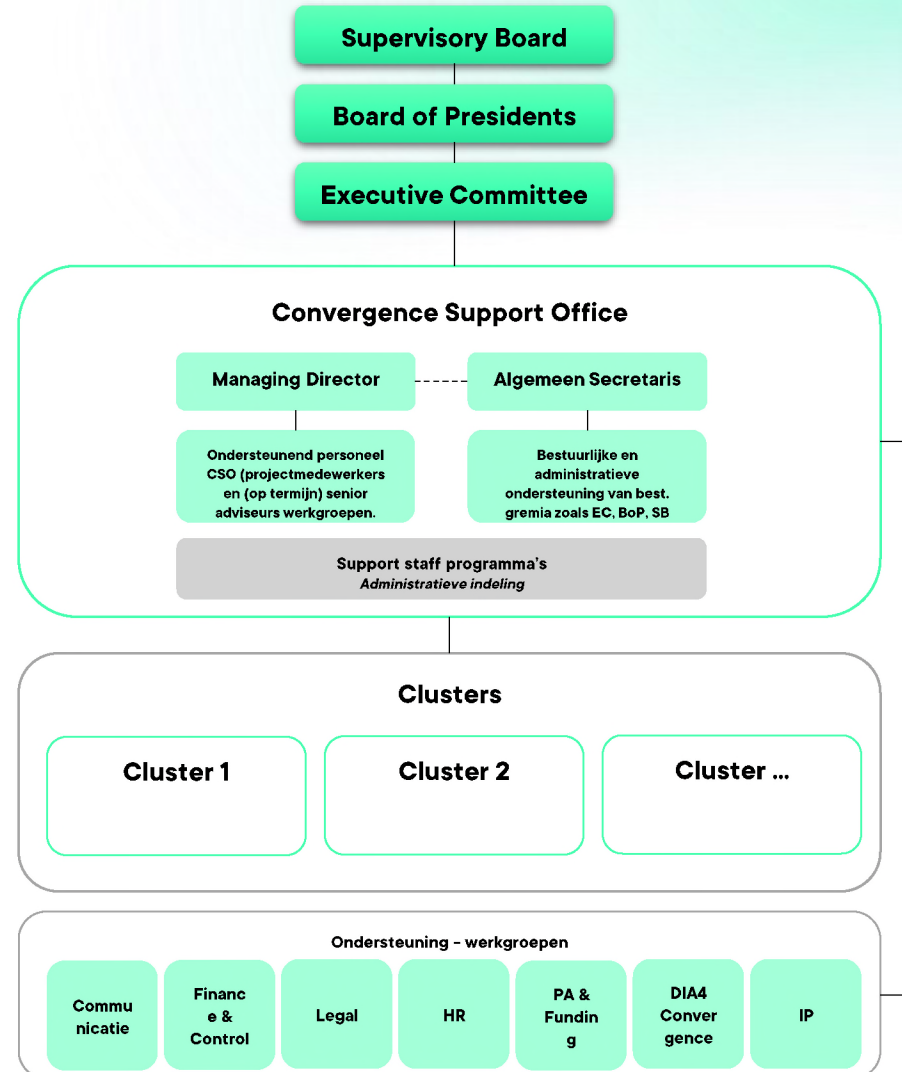 Supervisory Board
Board of Presidents
Executive Committee
Convergence Support Office
Managing Director
Algemeen Secretaris
Ondersteunend personeel
CSO (projectmedewerkers
en (op termijn) senior
adviseurs werkgroepen.
Bestuurlijke en
administratieve
ondersteuning van best.
gremia zoals EC, BoP, SB
Support staff programma's
Administratieve indeling
Clusters
Cluster 1
Cluster 2
Cluster ...
Ondersteuning - werkgroepen
Commu
nicatie
Financ
e &
Control
Legal
HR
PA &
Fundin
g
DIA4
Conver
gence
IP